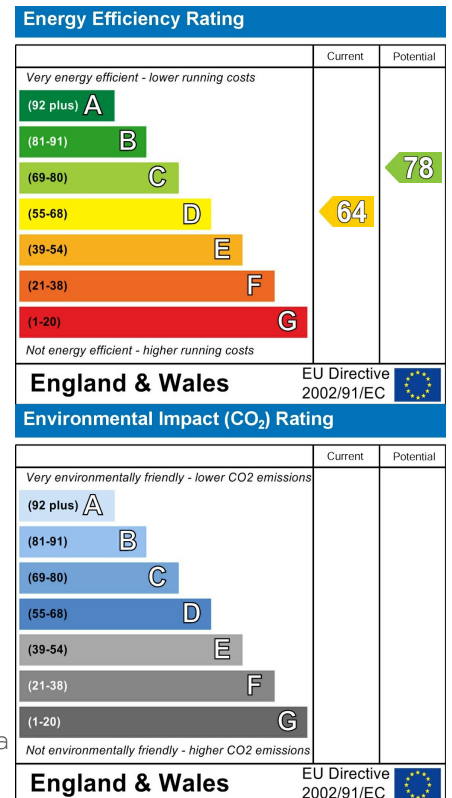 Energy Efficiency Rating
Current Potential
Very energy efficient - lower running costs
(92 plus) A
(81-91) B
(69-80) C
(55-68) D
(39-54) E
(21-38) F
(1-20) G
64
78
Not energy efficient - higher running costs
England & Wales
EU Directive
2002/91/EC
Environmental Impact (CO₂) Rating
Current Potential
Very environmentally friendly - lower CO2 emissions
(92 plus) A
(81-91) B
(69-80) C
(55-68) D
(39-54) E
(21-38) F
(1-20) G
a
Not environmentally friendly - higher CO2 emissions
England & Wales
EU Directive
2002/91/EC